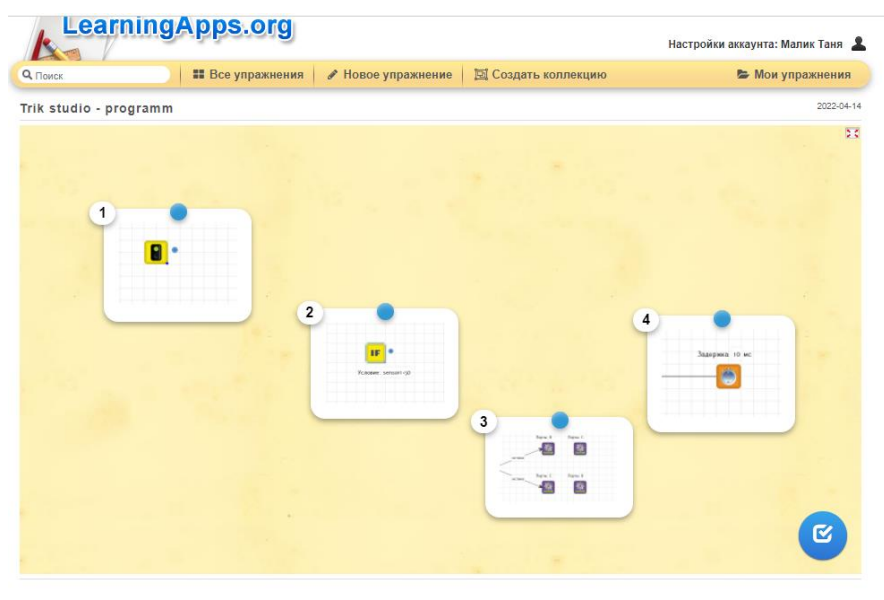 LearningApps.org
Настройки аккаунта: Малик Таня
Поиск
Все упражнения
Новое упражнение
Создать коллекцию
Мои упражнения
Trik studio - programm
2022-04-14
1
2
IF
Условие:
3
4
Задержка: 10 мс